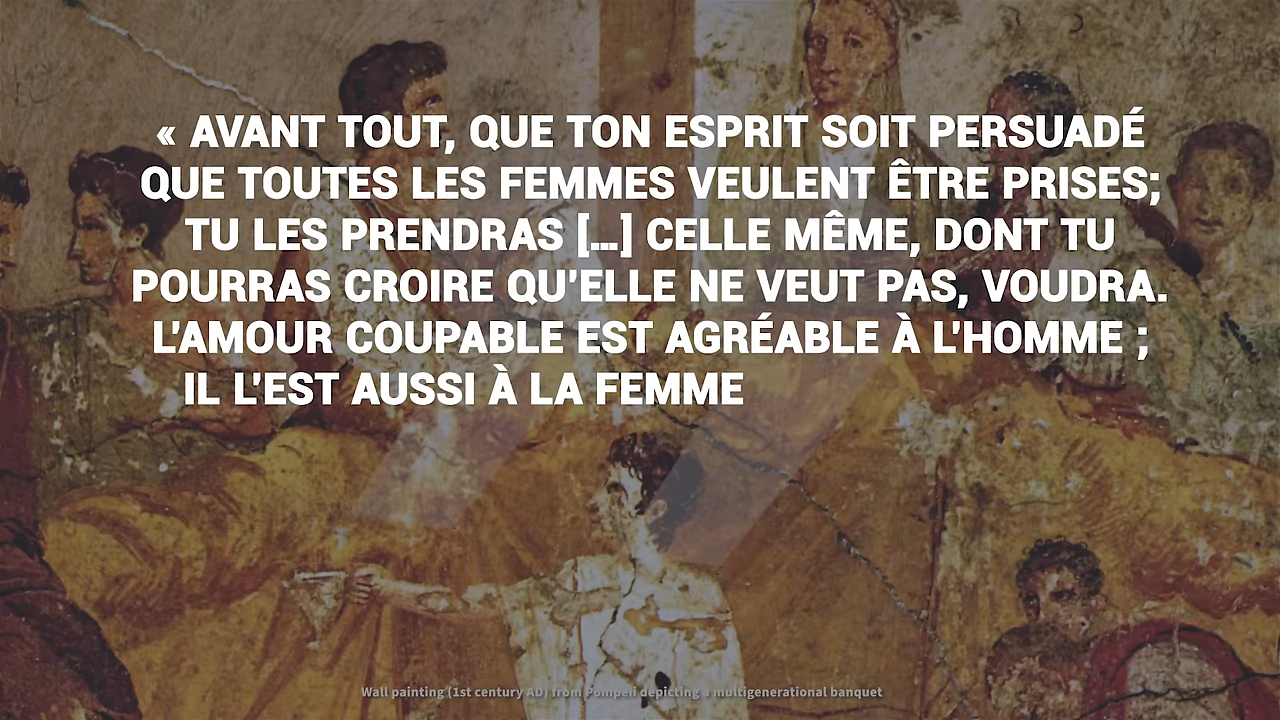 « AVANT TOUT, QUE TON ESPRIT SOIT PERSUADÉ
QUE TOUTES LES FEMMES VEULENT ÊTRE PRISES;
TU LES PRENDRAS [...] CELLE MÊME, DONT TU
POURRAS CROIRE QU'ELLE NE VEUT PAS, VOUDRA.
L'AMOUR COUPABLE EST AGRÉABLE À L'HOMME ;
IL L'EST AUSSI À LA FEMME
Wall painting (1st century AD) from Pompeii depicting a multigenerational banquet